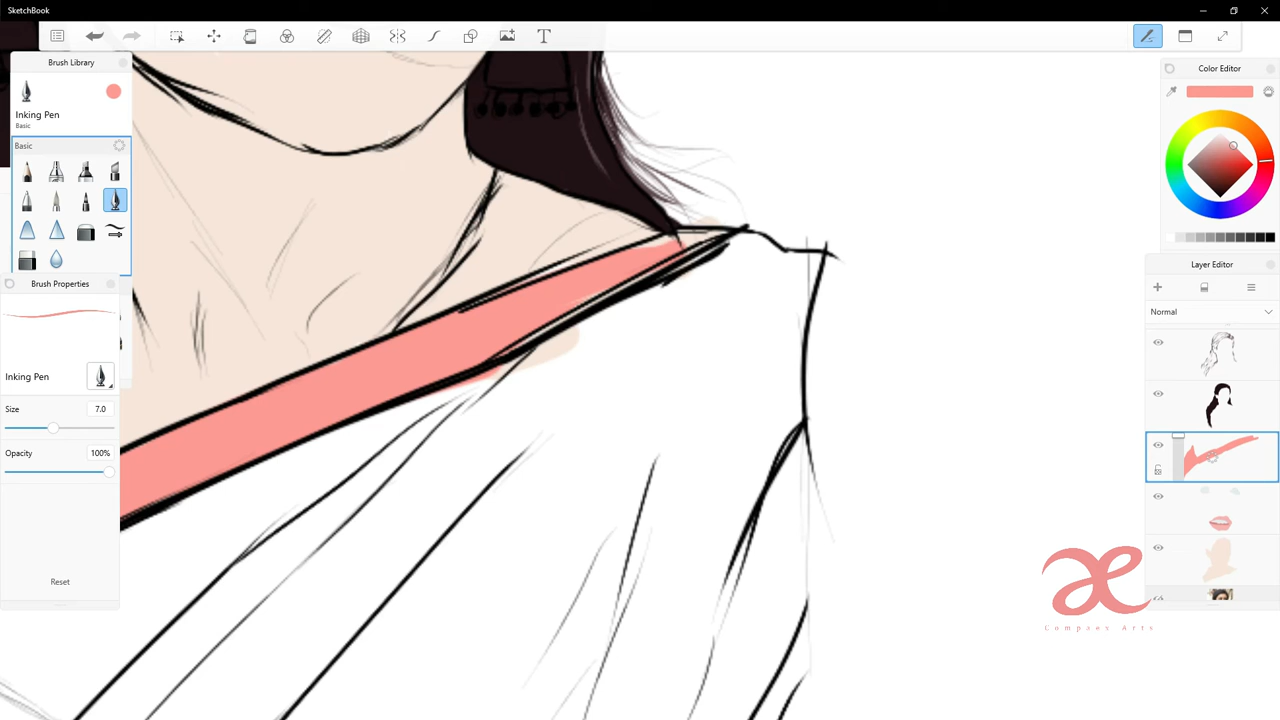 SketchBook
T
Brush Library
Inking Pen
Basic
Basic
Brush Properties
Inking Pen
Size
7.0
Opacity
100%
Reset
Color Editor
Layer Editor
Normal
æ
Compaes Arts